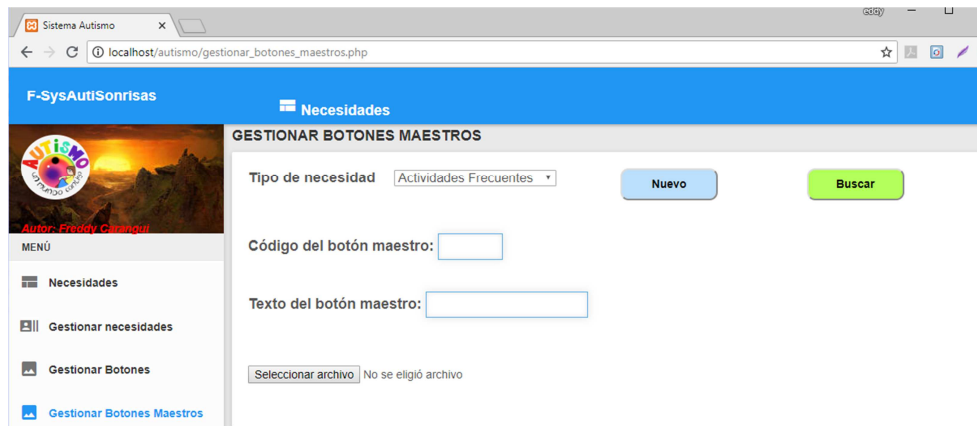 eddy
Sistema Autismo
localhost/autismo/gestionar_botones_maestros.php
F-SysAutiSonrisas
Necesidades
GESTIONAR BOTONES MAESTROS
AUTISMO
Autor: Freddy Carangui
MENÚ
Necesidades
Gestionar necesidades
Gestionar Botones
Gestionar Botones Maestros
Tipo de necesidad Actividades Frecuentes Nuevo Buscar
Código del botón maestro:
Texto del botón maestro:
Seleccionar archivo No se eligió archivo